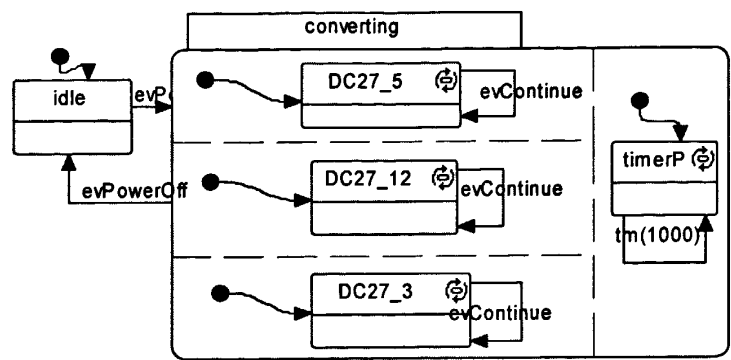 converting
DC27_5
evContinue
idle
timerP
DC27_12
evContinue
evPowerOff
tm(1000)
DC27_3
evContinue